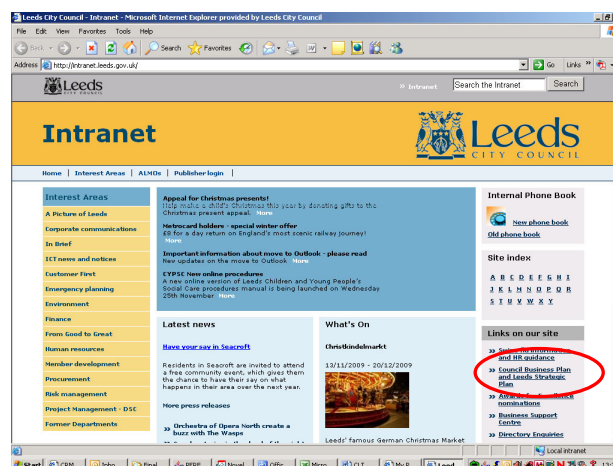 Leeds City Council - Intranet - Microsoft Internet Explorer provided by Leeds City Council
File Edit View Favorites Tools Help
Back Search Favorites
Address http://intranet.leeds.gov.uk/ Go Links
Leeds
CITY COUNCIL
» Intranet Search the Intranet Search
Intranet
Leeds
CITY COUNCIL
Home | Interest Areas | ALMOs | Publisher login |
Interest Areas
A Picture of Leeds
Corporate communications
In Brief
ICT news and notices
Customer First
Emergency planning
Environment
Finance
From Good to Great
Human resources
Member development
Procurement
Risk management
Project Management - DSC
Former Departments
Appeal for Christmas presents!
Help make a child's Christmas this year by donating gifts to the
Christmas present appeal. More
Metrocard holders - special winter offer
£8 for a day return on England's most scenic railway journey!
More
Important information about move to Outlook - please read
New updates on the move to Outlook More
CYPSC New online procedures
A new online version of Leeds Children and Young People's
Social Care procedures manual is being launched on Wednesday
25th November More
Latest news
Have your say in Seacroft
Residents in Seacroft are invited to attend
a free community event, which gives them
the chance to have their say on what
happens in their area over the next year.
More press releases
» Orchestra of Opera North create a
buzz with The Wasps
What's On
Christkindelmarkt
13/11/2009 - 20/12/2009
Leeds' famous German Christmas Market
Internal Phone Book
New phone book
Old phone book
Site index
A B C D E F G H I
J K L M N O P Q R
S T U V W X Y
Links on our site
and HR guidance
» Council Business Plan
and Leeds Strategic
Plan
» Awards for Excellence
nominations
» Business Support
Centre
» Directory Enquiries
Local intranet
Start